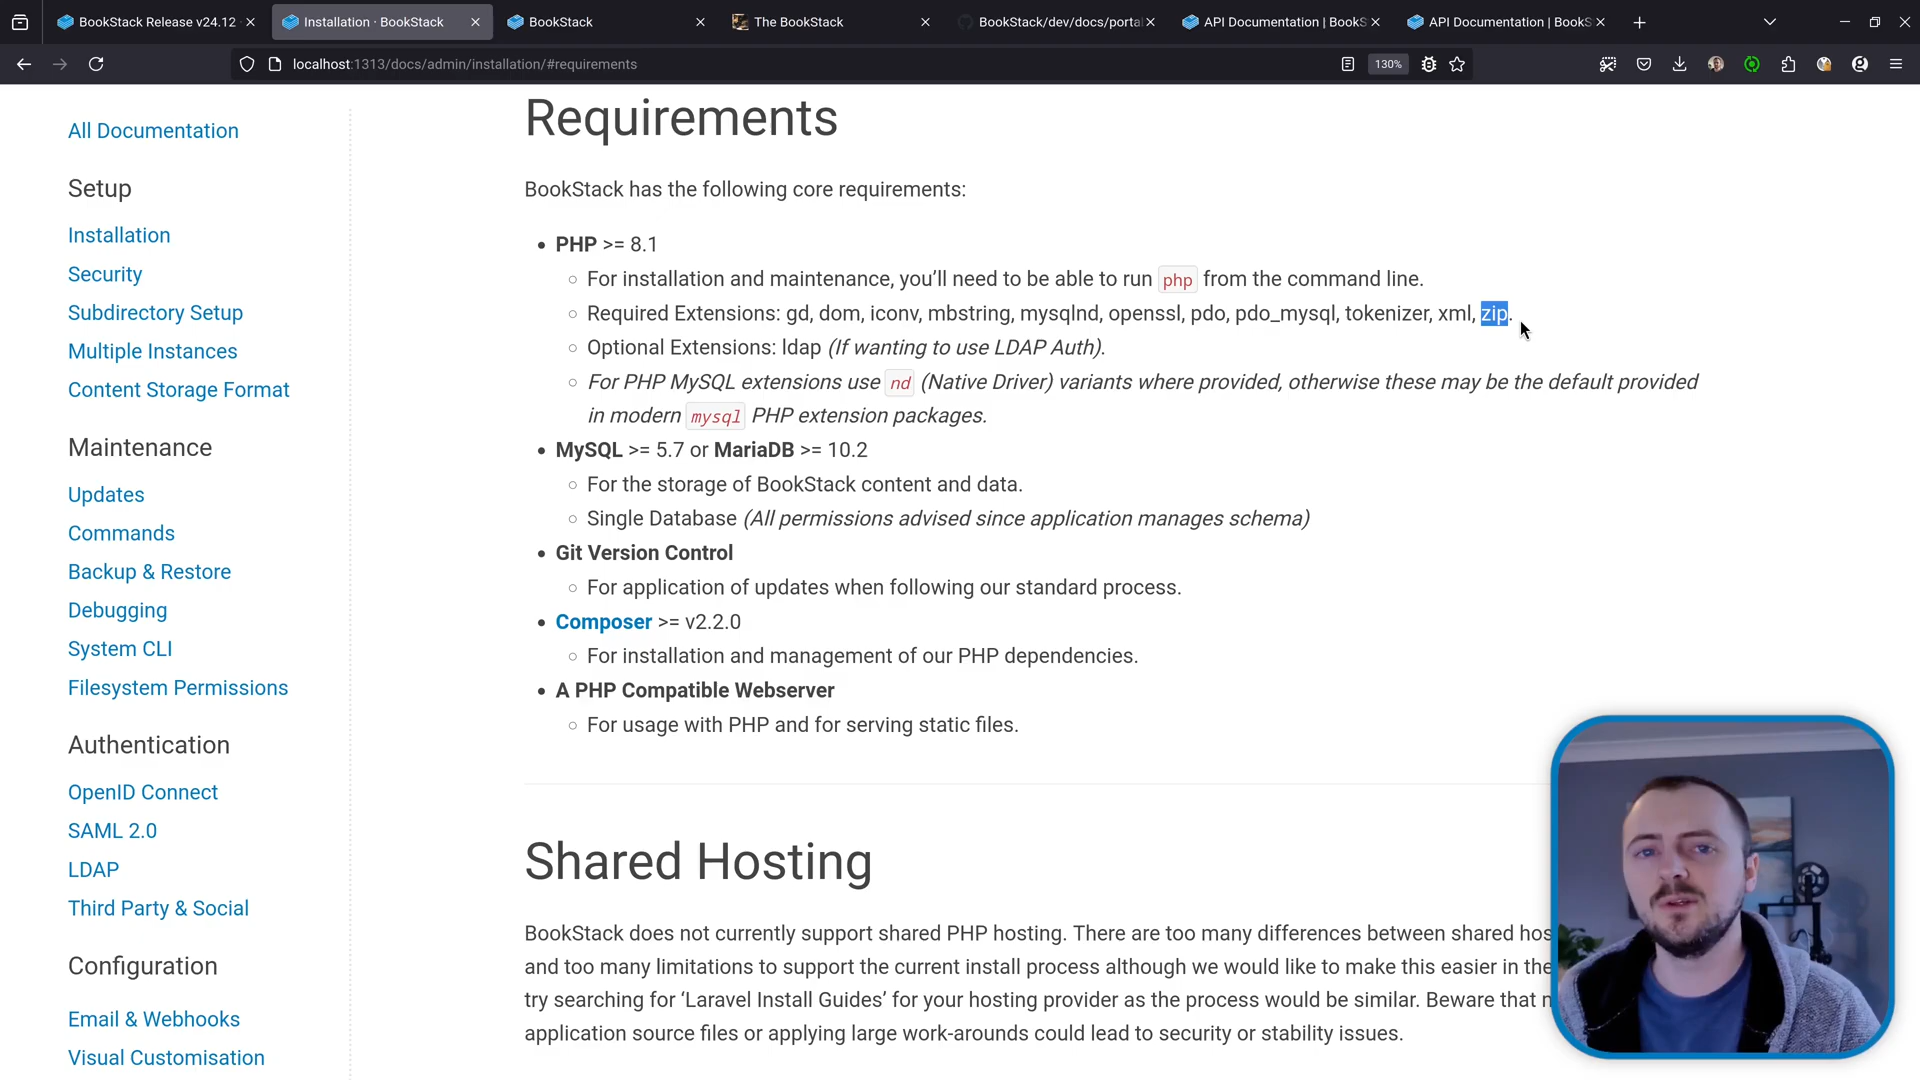 BookStack Release v24.12
Installation · BookStack
BookStack
The BookStack
BookStack/dev/docs/porta
API Documentation | BookS
API Documentation | BookS
localhost:1313/docs/admin/installation/#requirements
130%
All Documentation
Setup
Installation
Security
Subdirectory Setup
Multiple Instances
Content Storage Format
Maintenance
Updates
Commands
Backup & Restore
Debugging
System CLI
Filesystem Permissions
Authentication
OpenID Connect
SAML 2.0
LDAP
Third Party & Social
Configuration
Email & Webhooks
Visual Customisation
Requirements
BookStack has the following core requirements:
PHP >= 8.1
For installation and maintenance, you’ll need to be able to run php from the command line.
Required Extensions: gd, dom, iconv, mbstring, mysqlnd, openssl, pdo, pdo_mysql, tokenizer, xml, zip.
Optional Extensions: ldap (If wanting to use LDAP Auth).
For PHP MySQL extensions use nd (Native Driver) variants where provided, otherwise these may be the default provided
in modern mysql PHP extension packages.
MySQL >= 5.7 or MariaDB >= 10.2
For the storage of BookStack content and data.
Single Database (All permissions advised since application manages schema)
Git Version Control
For application of updates when following our standard process.
Composer >= v2.2.0
For installation and management of our PHP dependencies.
A PHP Compatible Webserver
For usage with PHP and for serving static files.
Shared Hosting
BookStack does not currently support shared PHP hosting. There are too many differences between shared hos
and too many limitations to support the current install process although we would like to make this easier in the
try searching for ‘Laravel Install Guides’ for your hosting provider as the process would be similar. Beware that
application source files or applying large work-arounds could lead to security or stability issues.